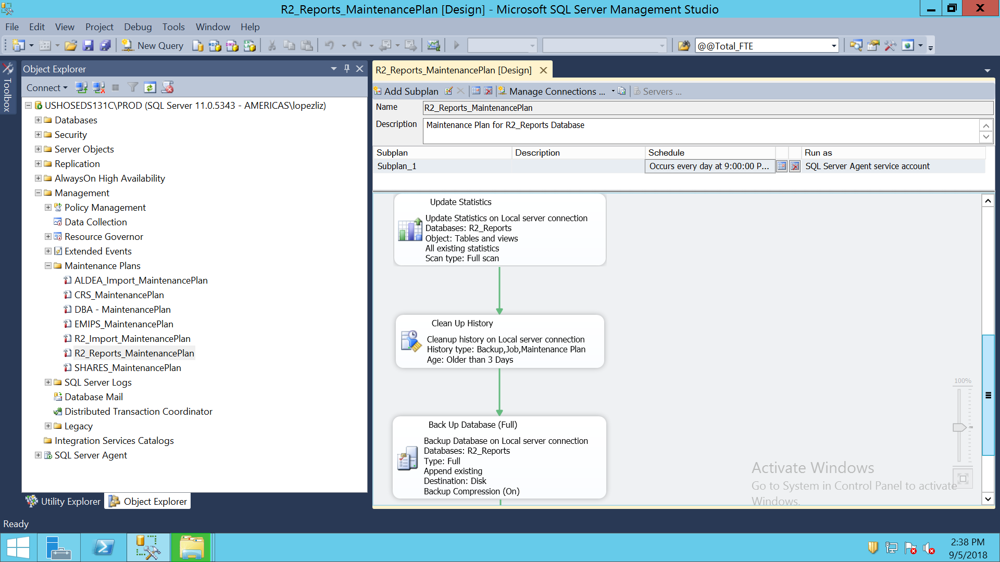 R2_Reports_MaintenancePlan [Design] - Microsoft SQL Server Management Studio
File Edit View Project Debug Tools Window Help
New Query
@@Total_FTE
Toolbox
Object Explorer
Connect
USHOSEDS131C\PROD (SQL Server 11.0.5343 - AMERICAS\lopezliz)
Databases
Security
Server Objects
Replication
AlwaysOn High Availability
Management
Policy Management
Data Collection
Resource Governor
Extended Events
Maintenance Plans
ALDEA_Import_MaintenancePlan
CRS_MaintenancePlan
DBA - MaintenancePlan
EMIPS_MaintenancePlan
R2_Import_MaintenancePlan
R2_Reports_MaintenancePlan
SHARES_MaintenancePlan
SQL Server Logs
Database Mail
Distributed Transaction Coordinator
Legacy
Integration Services Catalogs
SQL Server Agent
Utility Explorer
Object Explorer
R2_Reports_MaintenancePlan [Design]
Add Subplan
Manage Connections ...
Servers ...
Name
R2_Reports_MaintenancePlan
Description
Maintenance Plan for R2_Reports Database
Subplan Description Schedule Run as
Subplan_1 Occurs every day at 9:00:00 P... SQL Server Agent service account
Update Statistics
Update Statistics on Local server connection
Databases: R2_Reports
Object: Tables and views
All existing statistics
Scan type: Full scan
Clean Up History
Cleanup history on Local server connection
History type: Backup,Job,Maintenance Plan
Age: Older than 3 Days
Back Up Database (Full)
Backup Database on Local server connection
Databases: R2_Reports
Type: Full
Append existing
Destination: Disk
Backup Compression (On)
100%
Activate Windows
Go to System in Control Panel to activate
Windows.
Ready
2:38 PM
9/5/2018